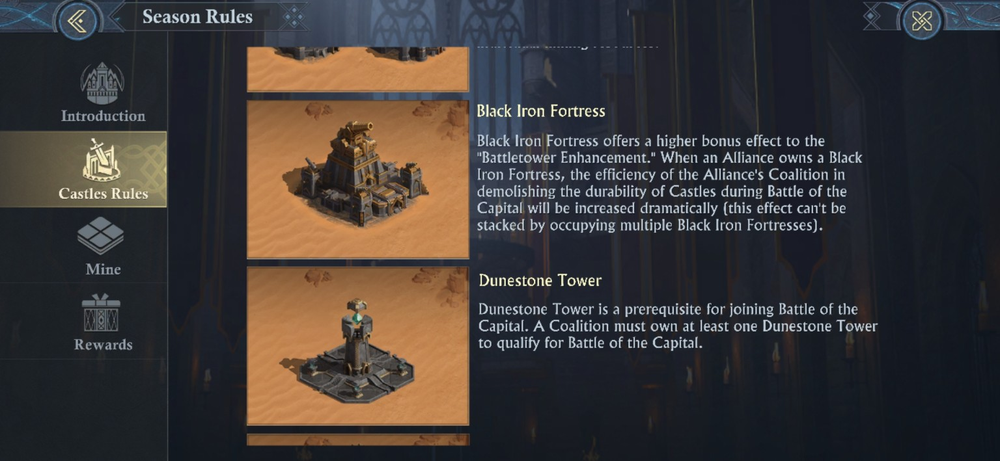 Season Rules
Introduction
Castles Rules
Mine
Rewards
Black Iron Fortress
Black Iron Fortress offers a higher bonus effect to the
"Battletower Enhancement." When an Alliance owns a Black
Iron Fortress, the efficiency of the Alliance's Coalition in
demolishing the durability of Castles during Battle of the
Capital will be increased dramatically (this effect can't be
stacked by occupying multiple Black Iron Fortresses).
Dunestone Tower
Dunestone Tower is a prerequisite for joining Battle of the
Capital. A Coalition must own at least one Dunestone Tower
to qualify for Battle of the Capital.